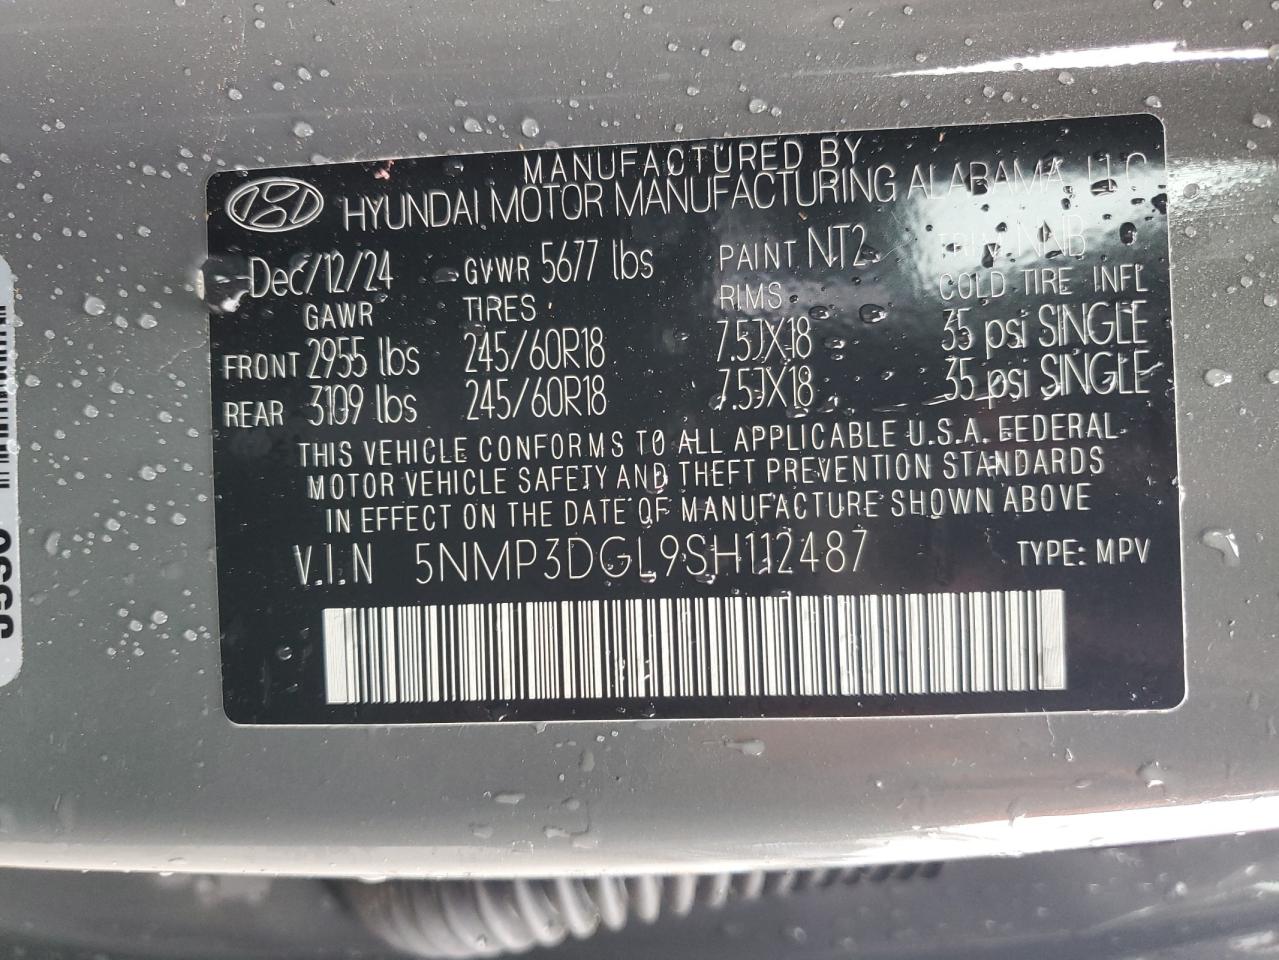 MANUFACTURED BY
HYUNDAI MOTOR MANUFACTURING ALABAMA, LLC
Dec/12/24 GVWR 5677 lbs PAINT NT2 TRIM NNB
GAWR TIRES RIMS COLD TIRE INFL
FRONT 2955 lbs 245/60R18 7.5JX18 35 psi SINGLE
REAR 3109 lbs 245/60R18 7.5JX18 35 psi SINGLE
THIS VEHICLE CONFORMS TO ALL APPLICABLE U.S.A. FEDERAL
MOTOR VEHICLE SAFETY AND THEFT PREVENTION STANDARDS
IN EFFECT ON THE DATE OF MANUFACTURE SHOWN ABOVE
V.I.N 5NMP3DGL9SH112487 TYPE: MPV